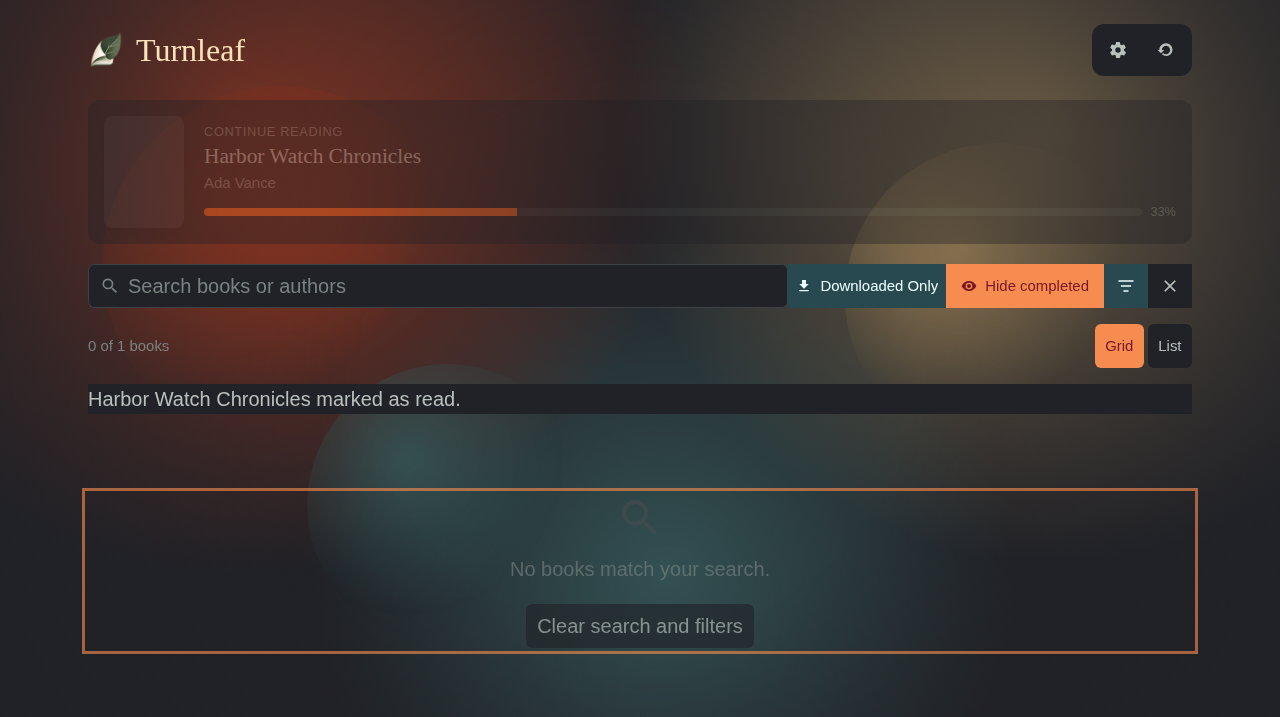 Turnleaf
CONTINUE READING
Harbor Watch Chronicles
Ada Vance
33%
Search books or authors
Downloaded Only
Hide completed
0 of 1 books
Grid
List
Harbor Watch Chronicles marked as read.
No books match your search.
Clear search and filters